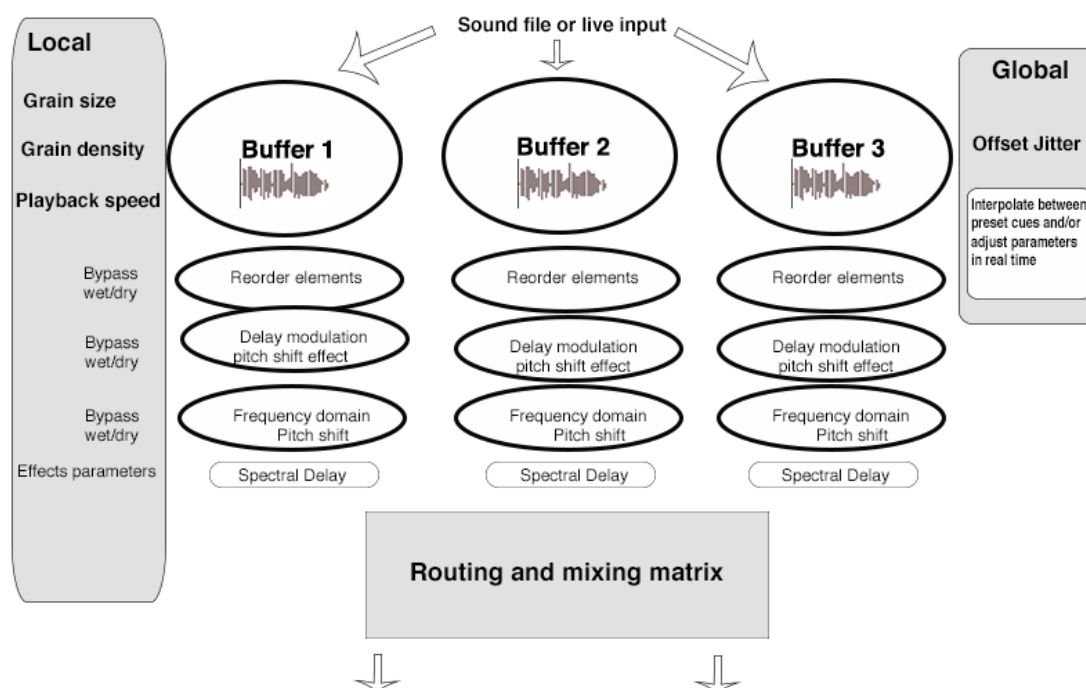 Sound file or live input
Local
Grain size
Grain density
Playback speed
Bypass
wet/dry
Bypass
wet/dry
Bypass
wet/dry
Effects parameters
Buffer 1
Reorder elements
Delay modulation
pitch shift effect
Frequency domain
Pitch shift
Spectral Delay
Buffer 2
Reorder elements
Delay modulation
pitch shift effect
Frequency domain
Pitch shift
Spectral Delay
Buffer 3
Reorder elements
Delay modulation
pitch shift effect
Frequency domain
Pitch shift
Spectral Delay
Global
Offset Jitter
Interpolate between
preset cues and/or
adjust parameters
in real time
Routing and mixing matrix